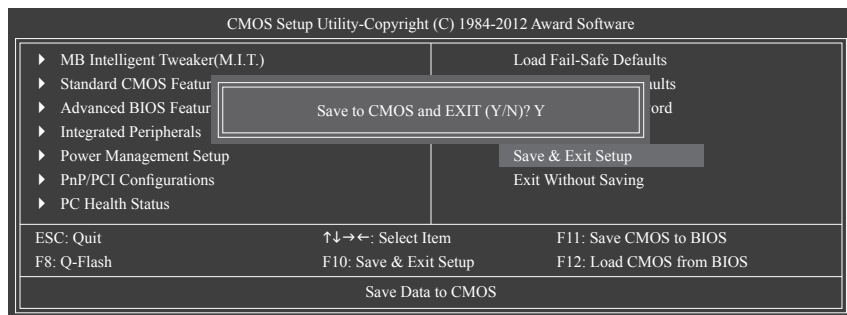 CMOS Setup Utility-Copyright (C) 1984-2012 Award Software
MB Intelligent Tweaker(M.I.T.)
Standard CMOS Featur
Advanced BIOS Featur
Integrated Peripherals
Power Management Setup
PnP/PCI Configurations
PC Health Status
Load Fail-Safe Defaults
aults
ord
Save & Exit Setup
Exit Without Saving
Save to CMOS and EXIT (Y/N)? Y
ESC: Quit ↑↓→←: Select Item F11: Save CMOS to BIOS
F8: Q-Flash F10: Save & Exit Setup F12: Load CMOS from BIOS
Save Data to CMOS